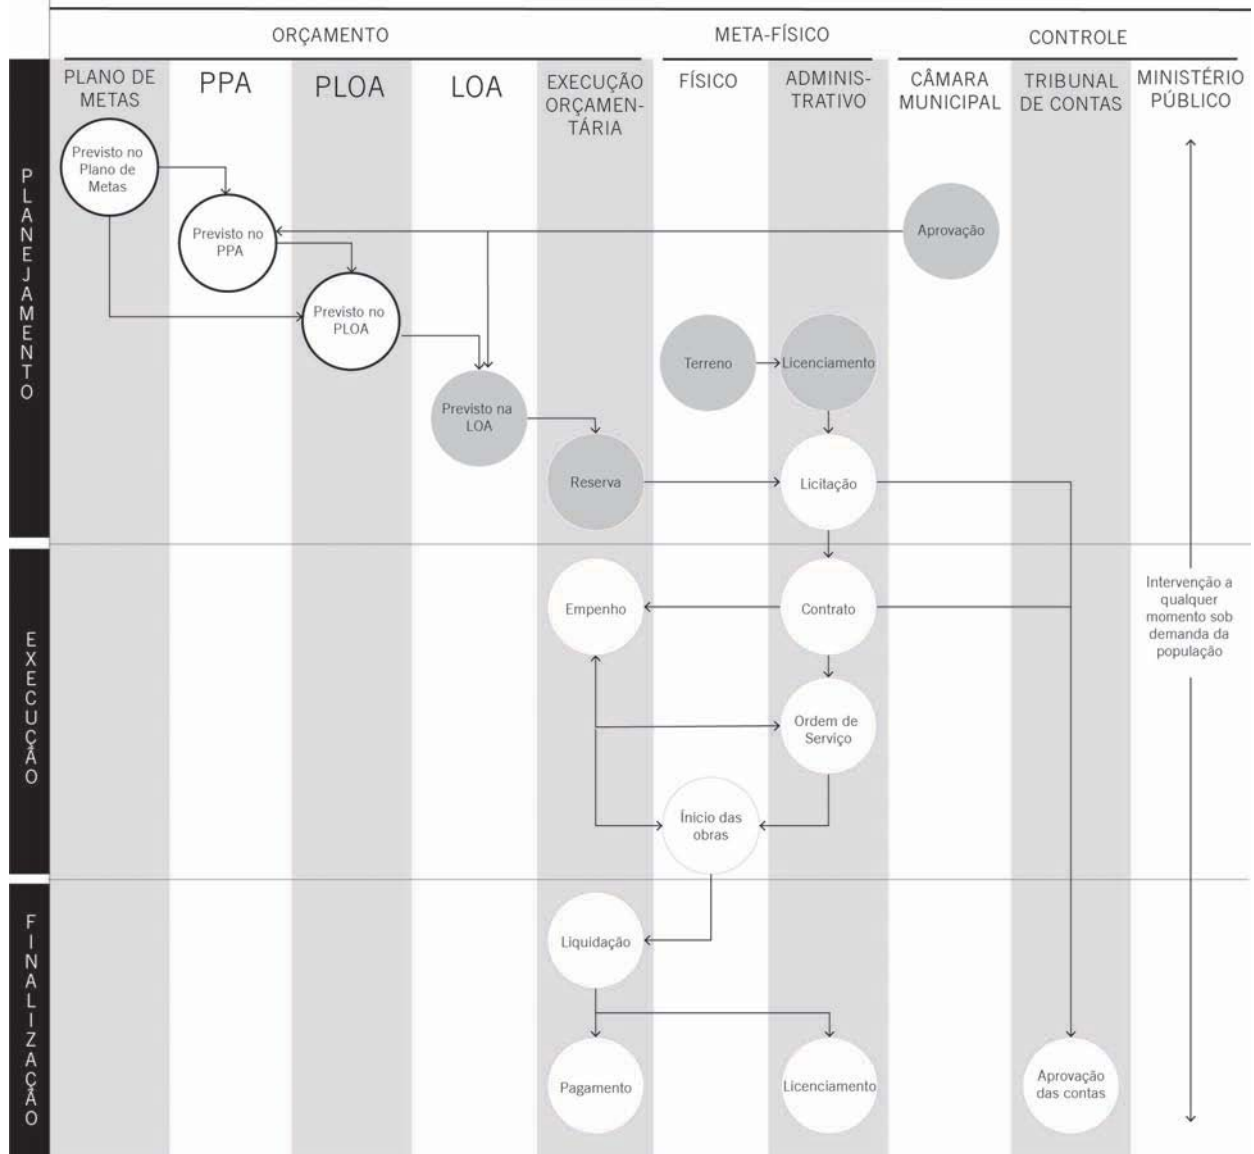 ORÇAMENTO
META-FÍSICO
CONTROLE
PLANO DE
METAS
PPA
PLOA
LOA
EXECUÇÃO
ORÇAMEN-
TÁRIA
FÍSICO
ADMINIS-
TRATIVO
CÂMARA
MUNICIPAL
TRIBUNAL
DE CONTAS
MINISTÉRIO
PÚBLICO
PLANEJAMENTO
Previsto no
Plano de
Metas
Previsto no
PPA
Aprovação
Previsto no
PLOA
Terreno
Licenciamento
Previsto na
LOA
Reserva
Licitação
EXECUÇÃO
Empenho
Contrato
Intervenção a
qualquer
momento sob
demanda da
população
Ordem de
Serviço
Ínicio das
obras
FINALIZAÇÃO
Liquidação
Pagamento
Licenciamento
Aprovação
das contas